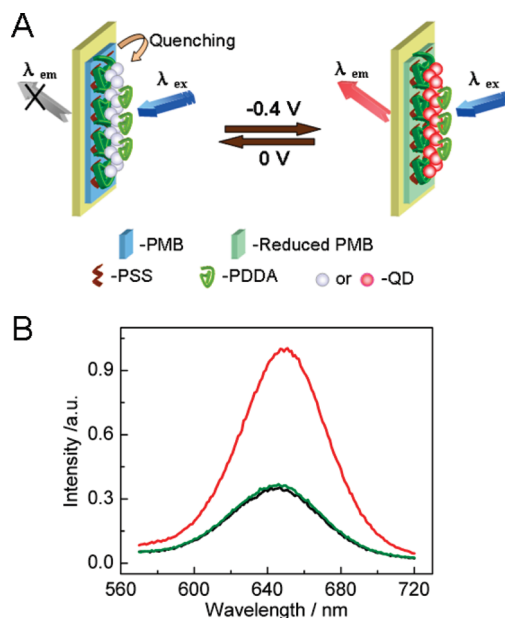 A
Quenching
λ em
λ ex
-0.4 V
0 V
λ em
λ ex
-PMB
-Reduced PMB
-PSS
-PDDA
or
-QD
B
Intensity /a.u.
0.9
0.6
0.3
0.0
560 600 640 680 720
Wavelength / nm